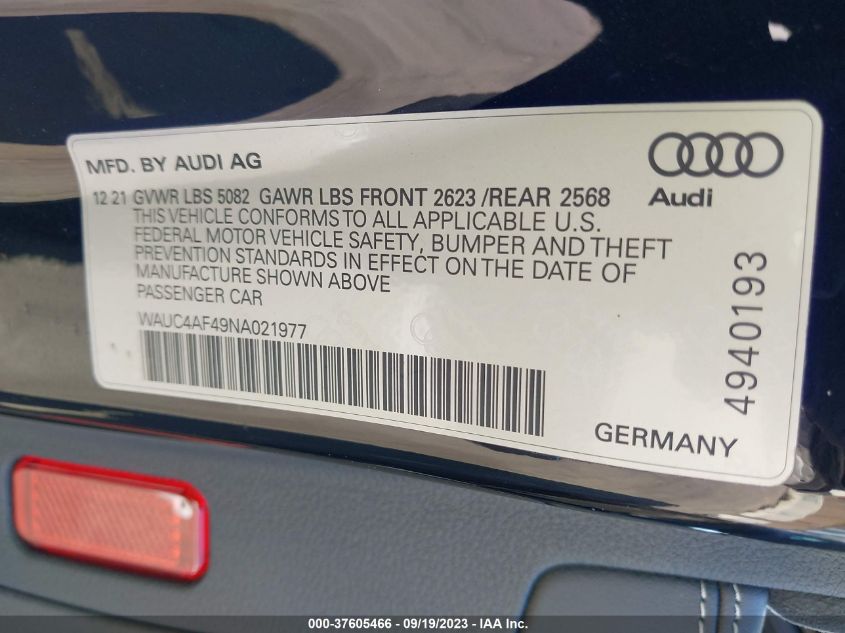 MFD. BY AUDI AG
12 21 GVWR LBS 5082 GAWR LBS FRONT 2623 /REAR 2568
THIS VEHICLE CONFORMS TO ALL APPLICABLE U.S.
FEDERAL MOTOR VEHICLE SAFETY, BUMPER AND THEFT
PREVENTION STANDARDS IN EFFECT ON THE DATE OF
MANUFACTURE SHOWN ABOVE
PASSENGER CAR
WAUC4AF49NA021977
Audi
4940193
GERMANY
000-37605466 - 09/19/2023 - IAA Inc.